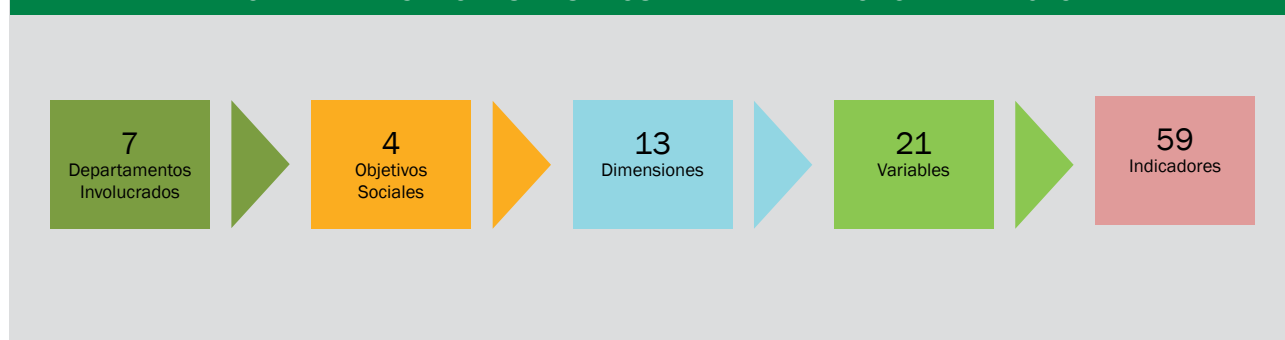 7
Departamentos
Involucrados
4
Objetivos
Sociales
13
Dimensiones
21
Variables
59
Indicadores